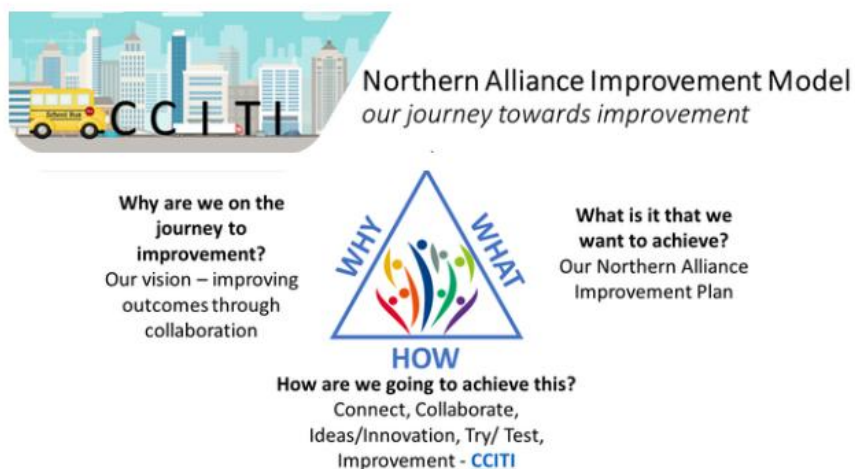 School Bus
C C I T I
Northern Alliance Improvement Model
our journey towards improvement
Why are we on the
journey to
improvement?
Our vision – improving
outcomes through
collaboration
WHY
WHAT
What is it that we
want to achieve?
Our Northern Alliance
Improvement Plan
HOW
How are we going to achieve this?
Connect, Collaborate,
Ideas/Innovation, Try/ Test,
Improvement - CCITI